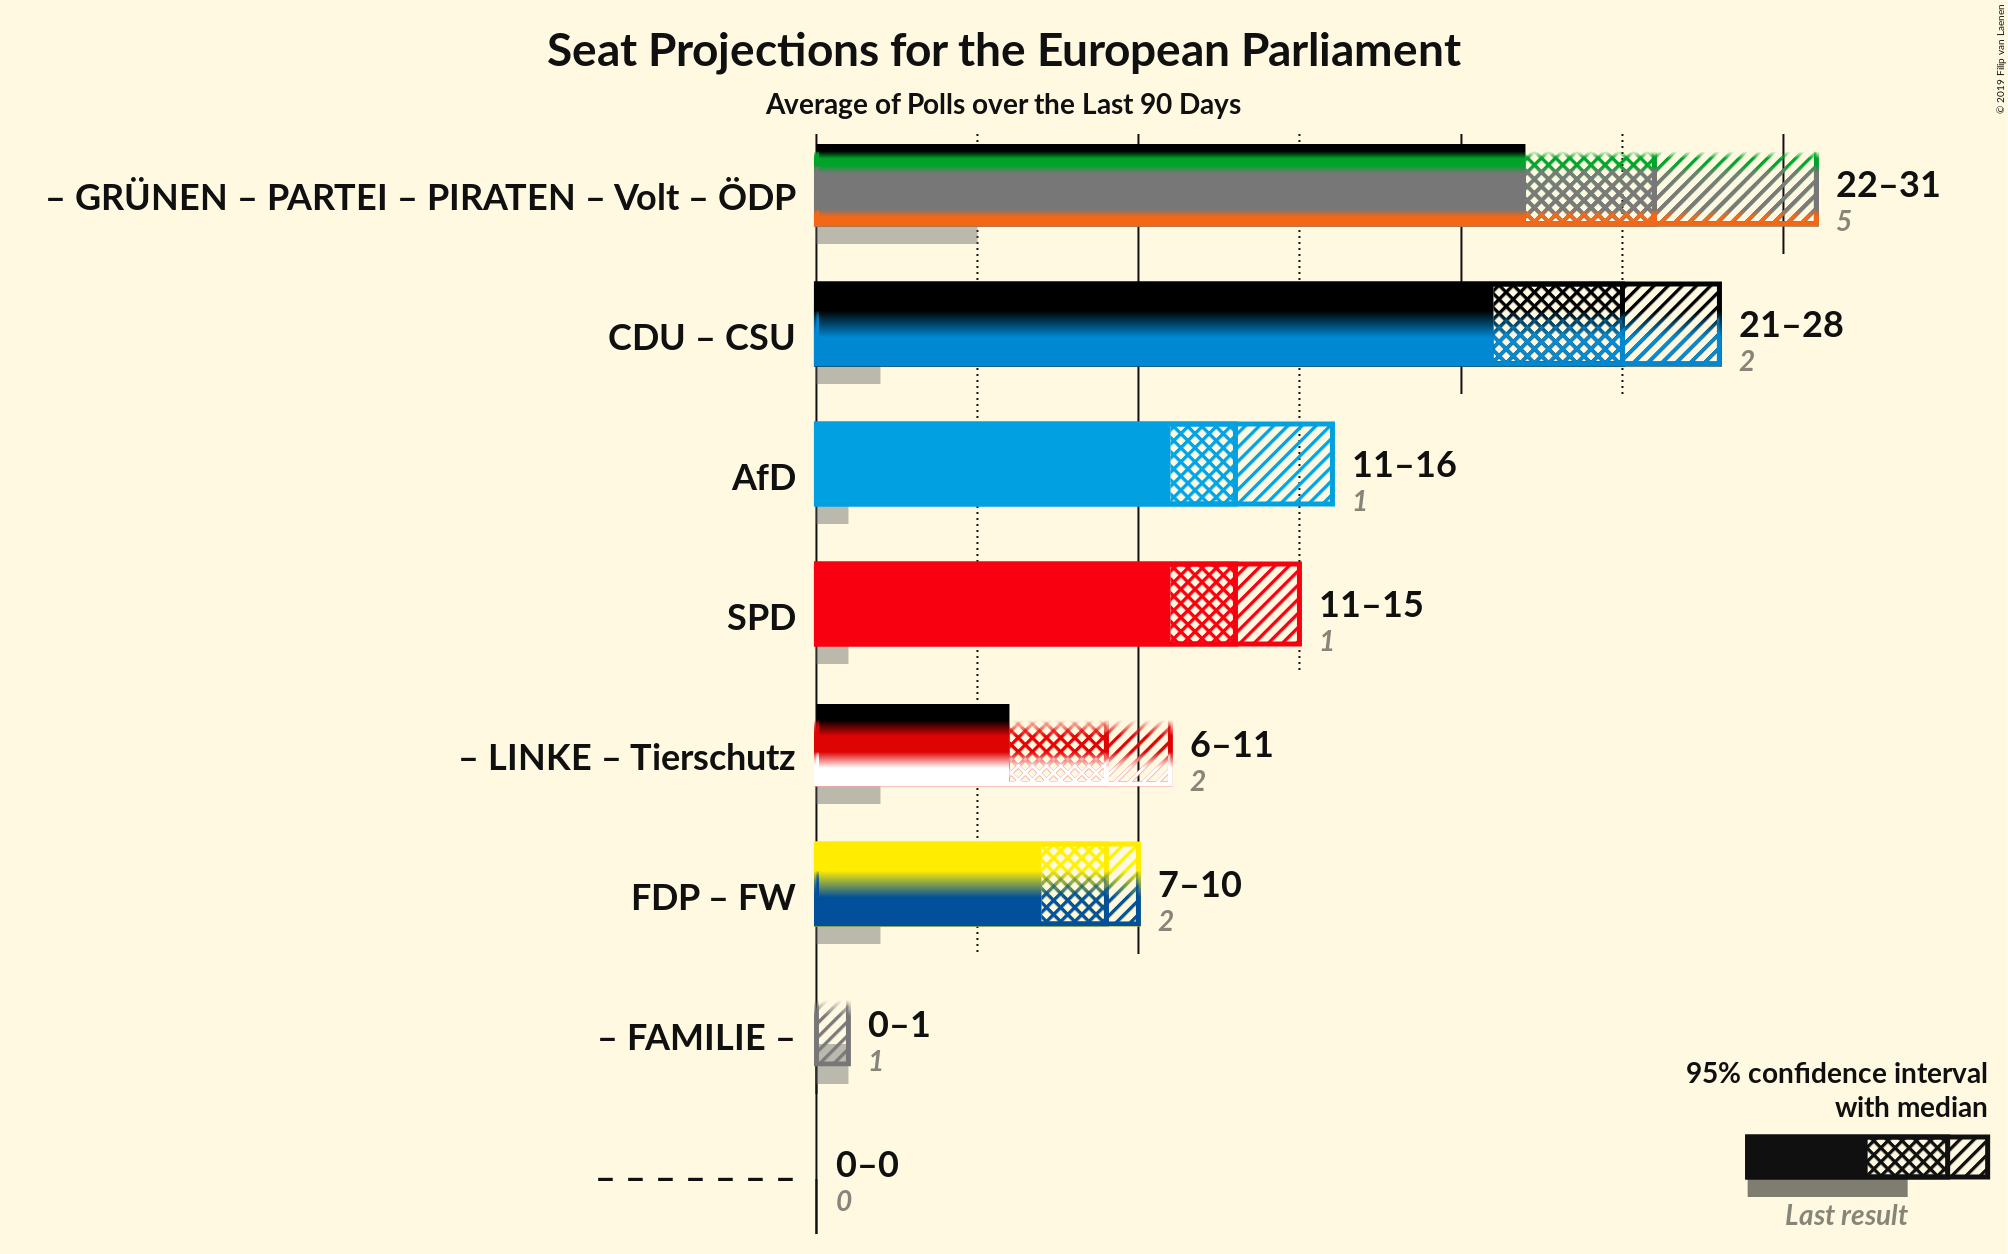 Seat Projections for the European Parliament
Average of Polls over the Last 90 Days
© 2019 Filip van Laenen
– GRÜNEN – PARTEI – PIRATEN – Volt – ÖDP
22–31
5
CDU – CSU
21–28
2
AfD
11–16
1
SPD
11–15
1
– LINKE – Tierschutz
6–11
2
FDP – FW
7–10
2
– FAMILIE –
0–1
1
– – – – – – –
0–0
0
95% confidence interval
with median
Last result